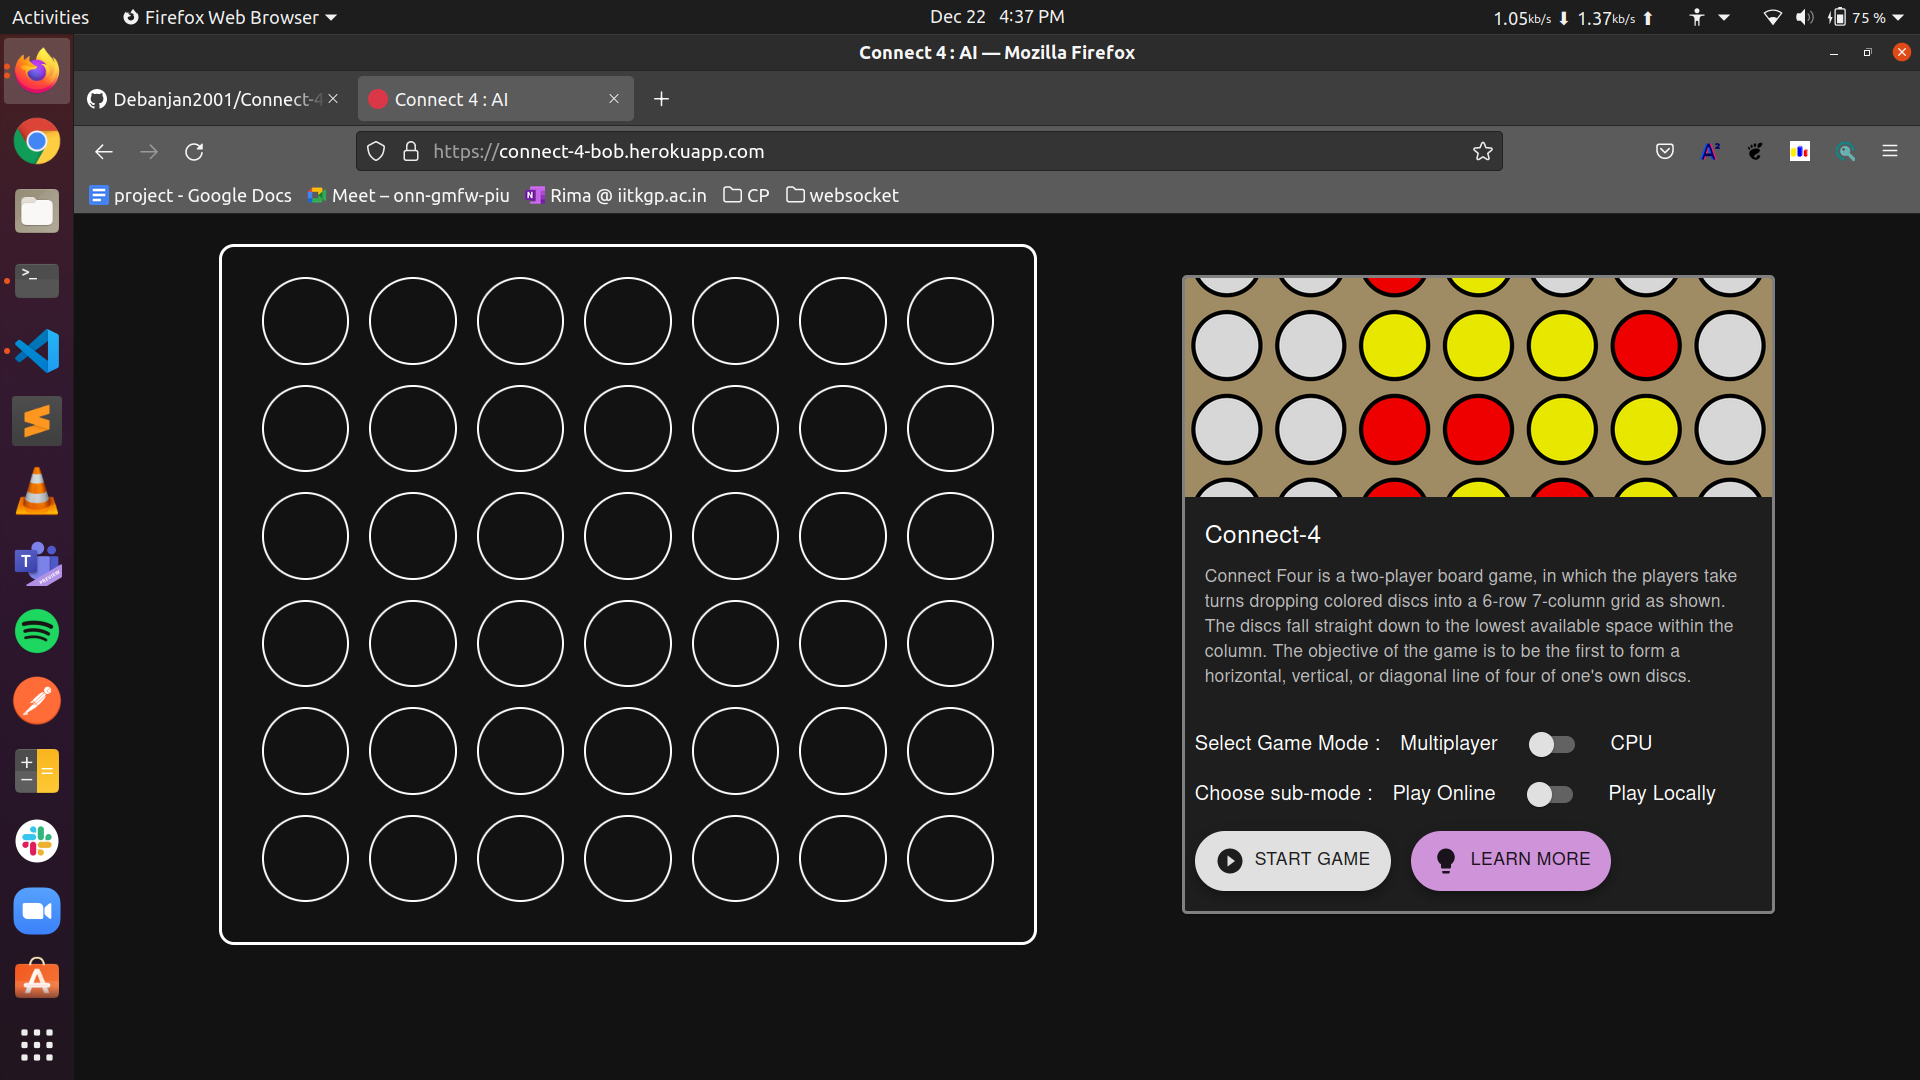 Activities Firefox Web Browser Dec 22 4:37 PM 1.05kb/s 1.37kb/s 75 %
Connect 4 : AI — Mozilla Firefox
Debanjan2001/Connect-4 Connect 4 : AI
https://connect-4-bob.herokuapp.com
project - Google Docs Meet – onn-gmfw-piu Rima @ iitkgp.ac.in CP websocket
Connect-4
Connect Four is a two-player board game, in which the players take
turns dropping colored discs into a 6-row 7-column grid as shown.
The discs fall straight down to the lowest available space within the
column. The objective of the game is to be the first to form a
horizontal, vertical, or diagonal line of four of one's own discs.
Select Game Mode : Multiplayer CPU
Choose sub-mode : Play Online Play Locally
START GAME LEARN MORE